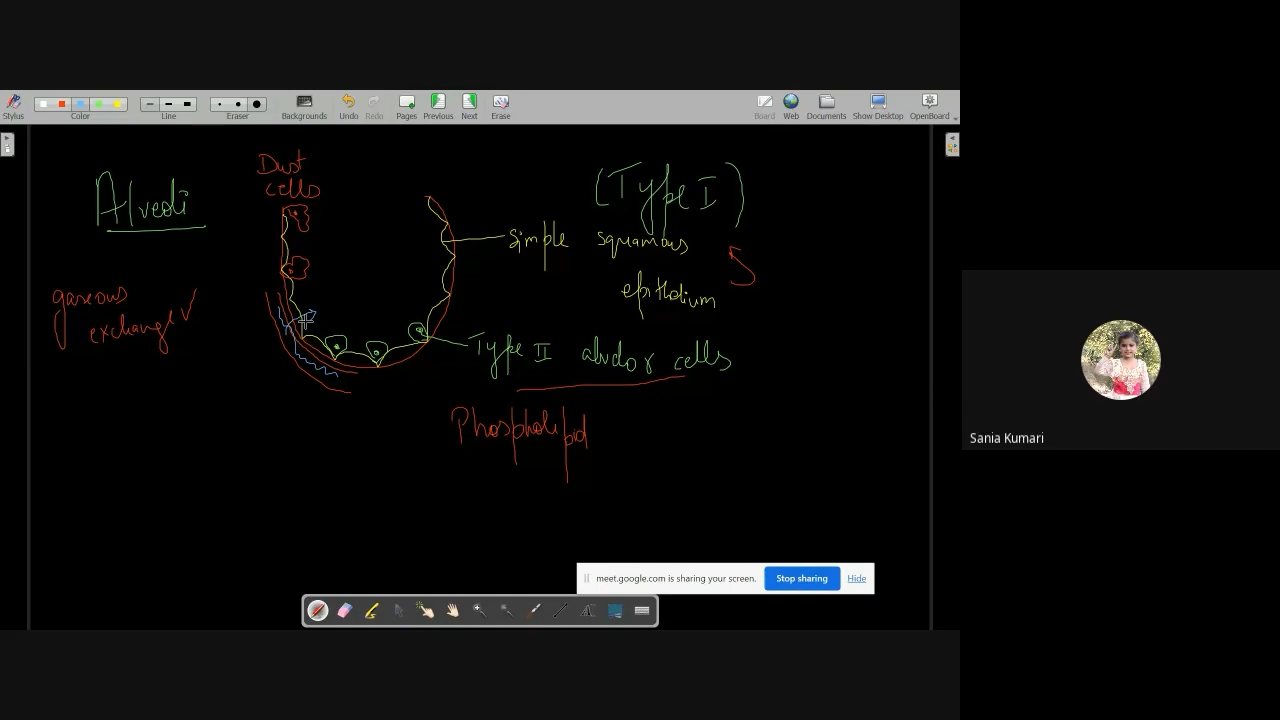 Stylus
Color
Line
Eraser
Backgrounds
Undo
Redo
Pages
Previous
Next
Erase
Board
Web
Documents
Show Desktop
OpenBoard
Alveoli
Dust
cells
(Type I)
simple squamous
epithelium
gaseous
exchange ✓
Type II alveolar cells
Phospholipid
Sania Kumari
meet.google.com is sharing your screen.
Stop sharing
Hide